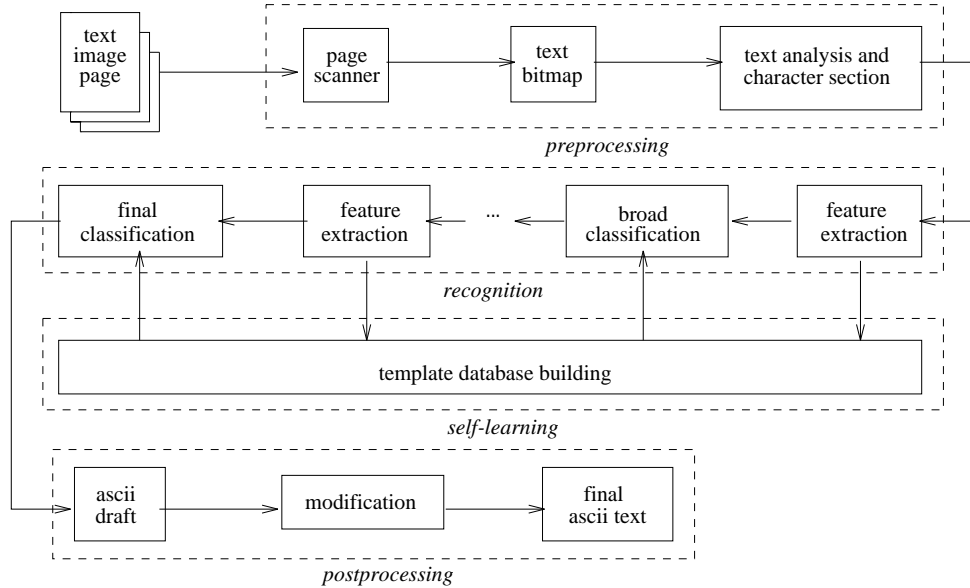 text
image
page
page
scanner
text
bitmap
text analysis and
character section
preprocessing
final
classification
feature
extraction
...
broad
classification
feature
extraction
recognition
template database building
self-learning
ascii
draft
modification
final
ascii text
postprocessing